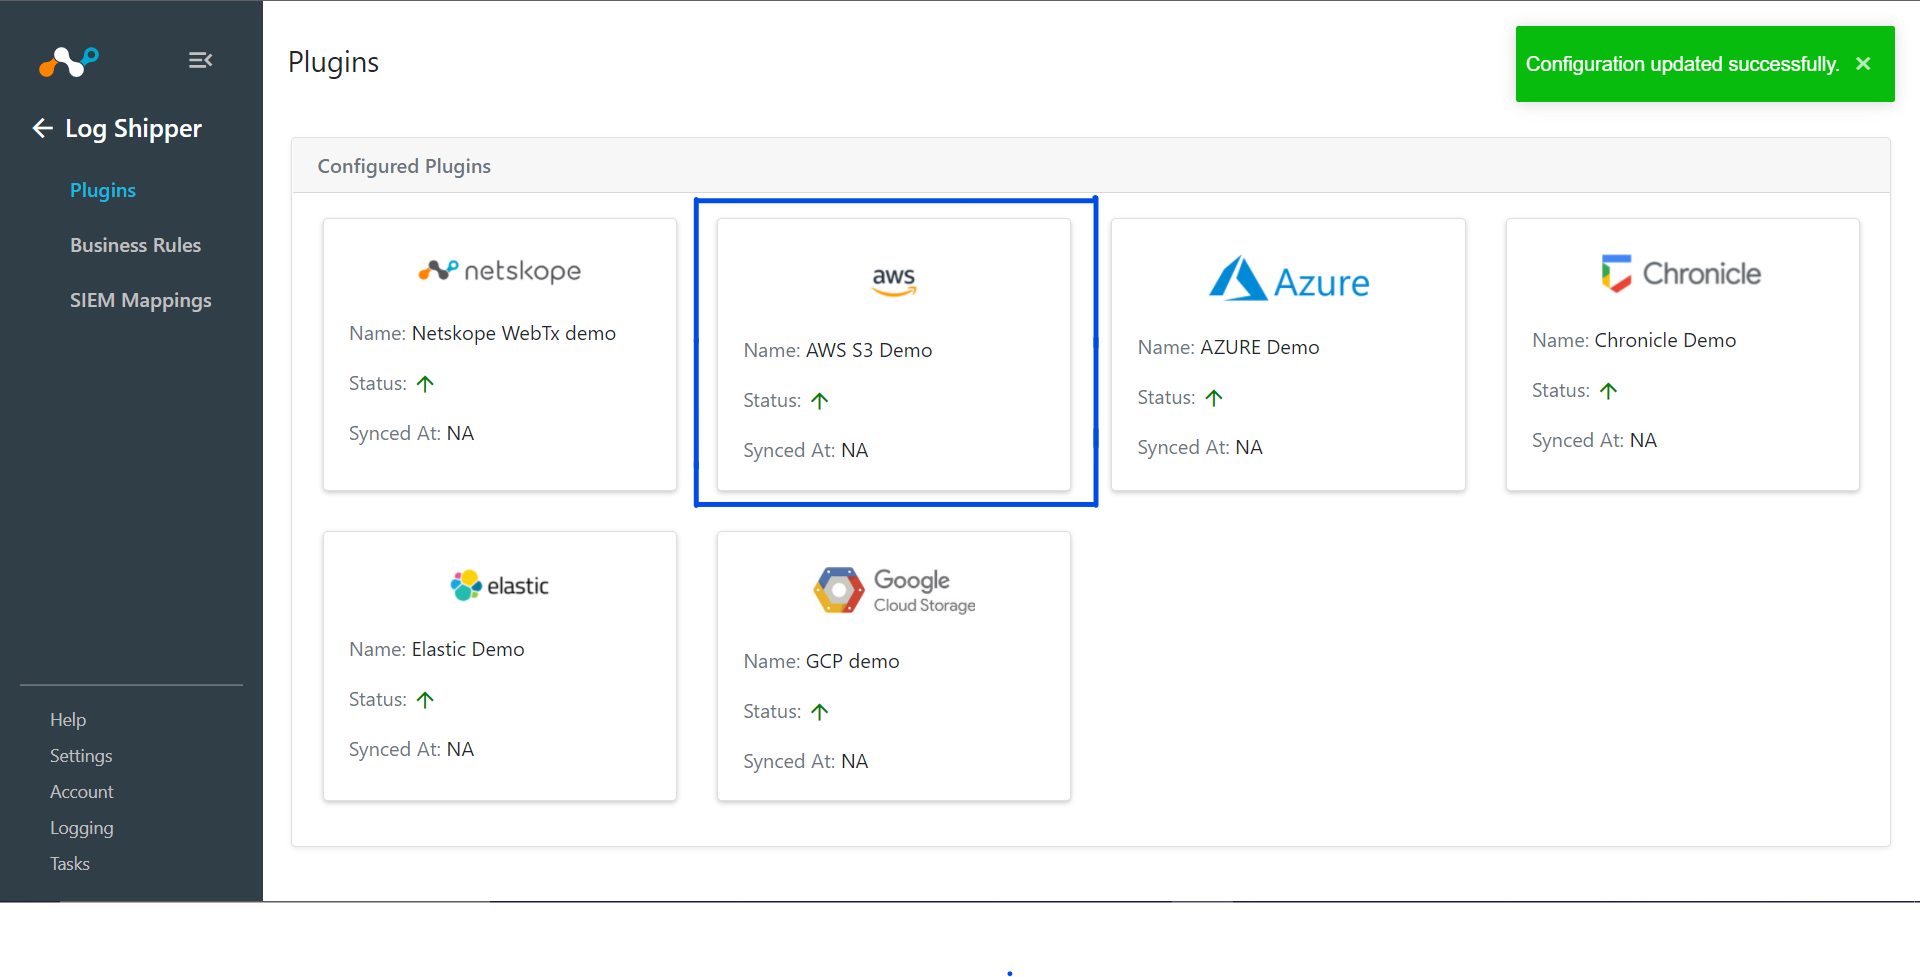 Log Shipper
Plugins
Business Rules
SIEM Mappings
Help
Settings
Account
Logging
Tasks
Plugins
Configuration updated successfully. ×
Configured Plugins
netskope
Name: Netskope WebTx demo
Status: ↑
Synced At: NA
aws
Name: AWS S3 Demo
Status: ↑
Synced At: NA
Azure
Name: AZURE Demo
Status: ↑
Synced At: NA
Chronicle
Name: Chronicle Demo
Status: ↑
Synced At: NA
elastic
Name: Elastic Demo
Status: ↑
Synced At: NA
Google
Cloud Storage
Name: GCP demo
Status: ↑
Synced At: NA